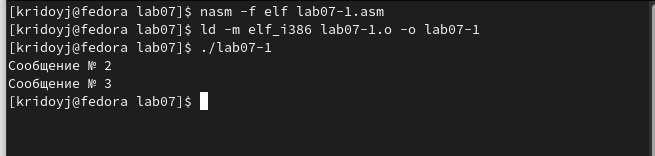 [kridoyj@fedora lab07]$ nasm -f elf lab07-1.asm
[kridoyj@fedora lab07]$ ld -m elf_i386 lab07-1.o -o lab07-1
[kridoyj@fedora lab07]$ ./lab07-1
Сообщение № 2
Сообщение № 3
[kridoyj@fedora lab07]$